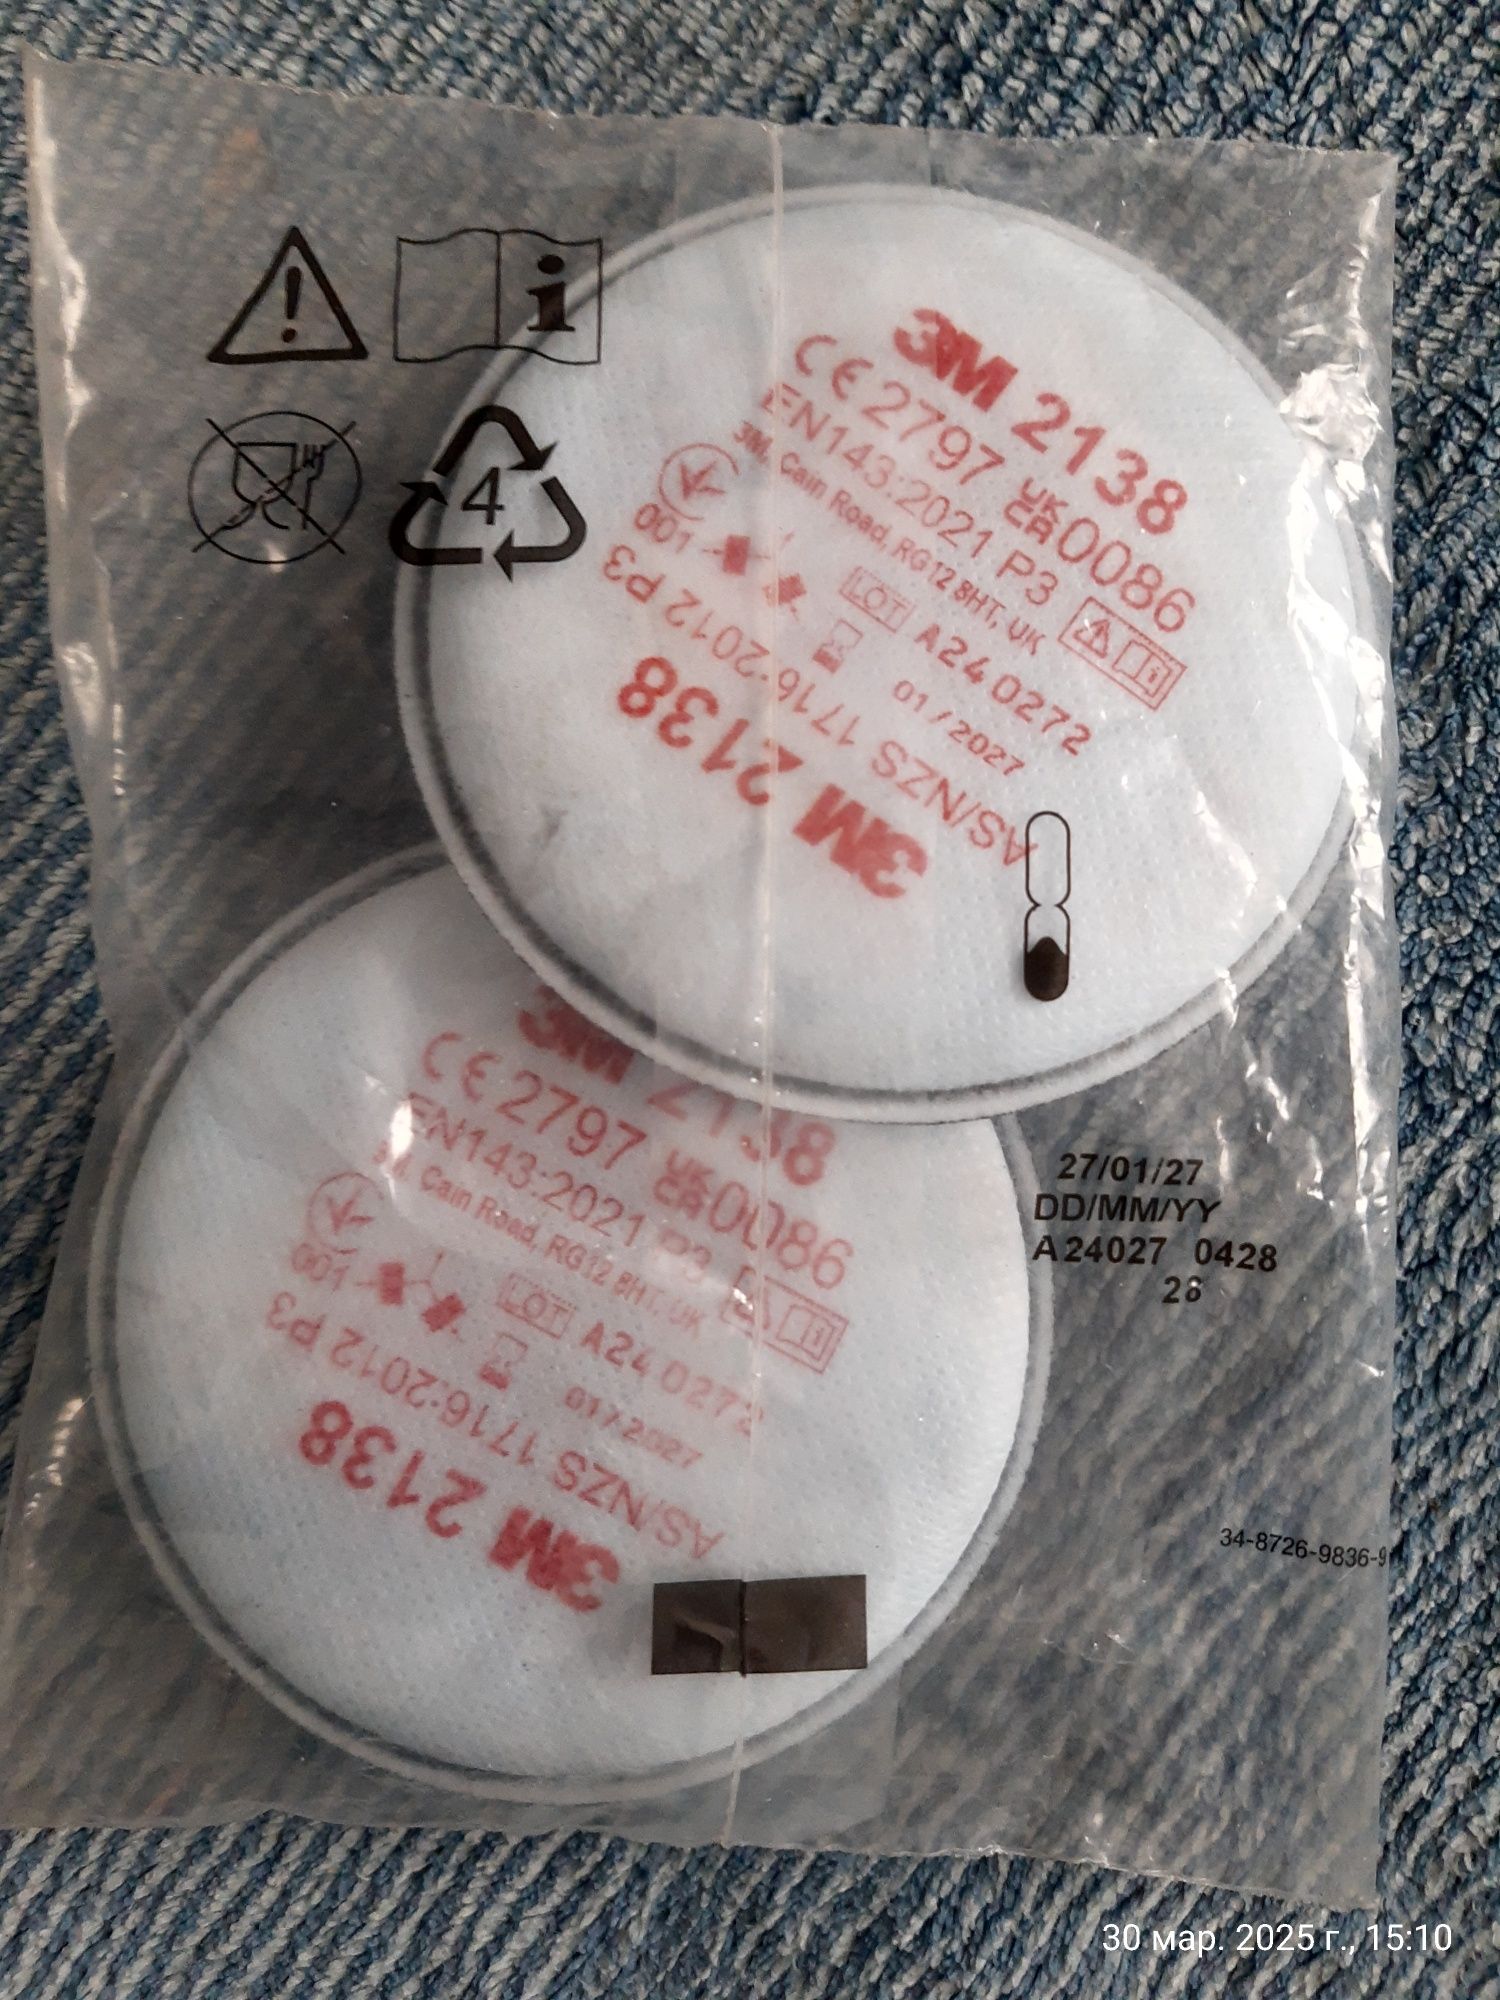 3M 2138
CE 2797 UK CA 0086
EN143:2021 P3
3M, Cain Road, RG12 8HT, UK
LOT A240272
01/2027
001
AS/NZS 1716:2012 P3
3M 2138
4
3M 2138
CE 2797 UK CA 0086
EN143:2021 P3
M, Cain Road, RG12 8HT, UK
LOT A240272
01/2027
001
AS/NZS 1716:2012 P3
3M 2138
27/01/27
DD/MM/YY
A24027 0428
28
34-8726-9836-9
30 мар. 2025 г., 15:10